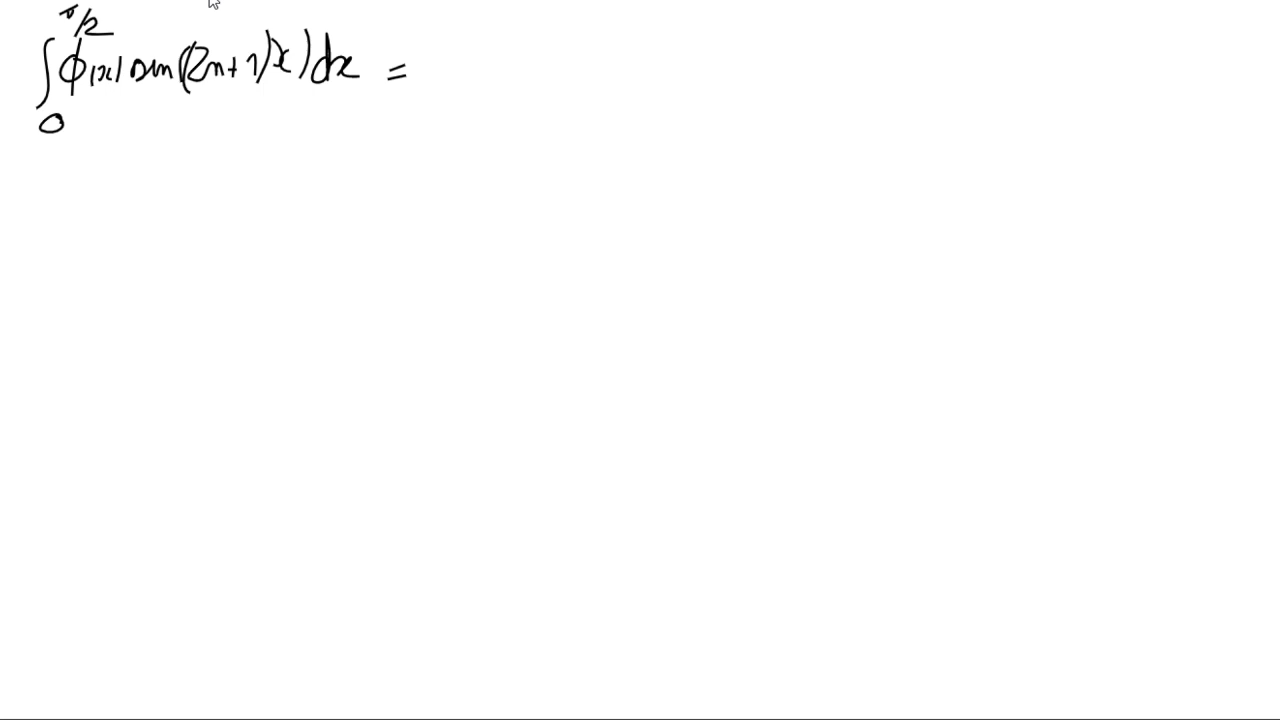 ∫₀^{π/2} ϕ(x) sin((2n+1)x) dx =